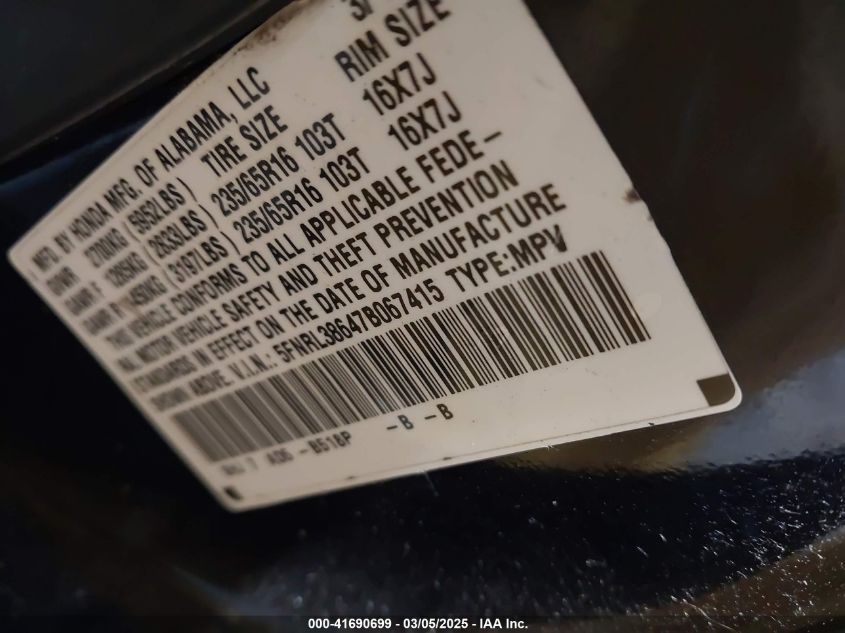 3/
MFD. BY HONDA MFG. OF ALABAMA, LLC
GVWR 2700KG (5952LBS) TIRE SIZE RIM SIZE
GAWR F (2833LBS) 235/65R16 103T 16X7J
GAWR R (3197LBS) 235/65R16 103T 16X7J
THIS VEHICLE CONFORMS TO ALL APPLICABLE FEDE-
RAL MOTOR VEHICLE SAFETY AND THEFT PREVENTION
STANDARDS IN EFFECT ON THE DATE OF MANUFACTURE
SHOWN ABOVE. V.I.N.: 5FNRL38647B067415 TYPE:MPV
A06 -B518P -B -B
000-41690699 - 03/05/2025 - IAA Inc.